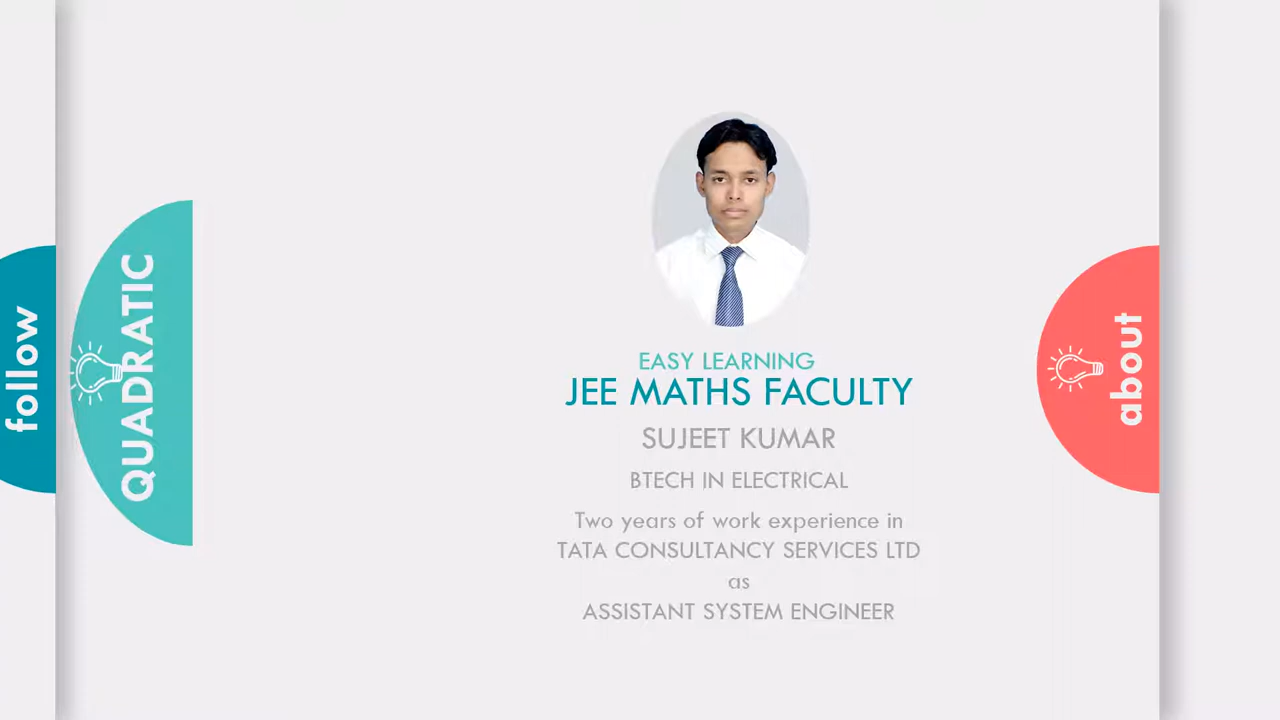 follow
QUADRATIC
EASY LEARNING
JEE MATHS FACULTY
SUJEET KUMAR
BTECH IN ELECTRICAL
Two years of work experience in
TATA CONSULTANCY SERVICES LTD
as
ASSISTANT SYSTEM ENGINEER
about